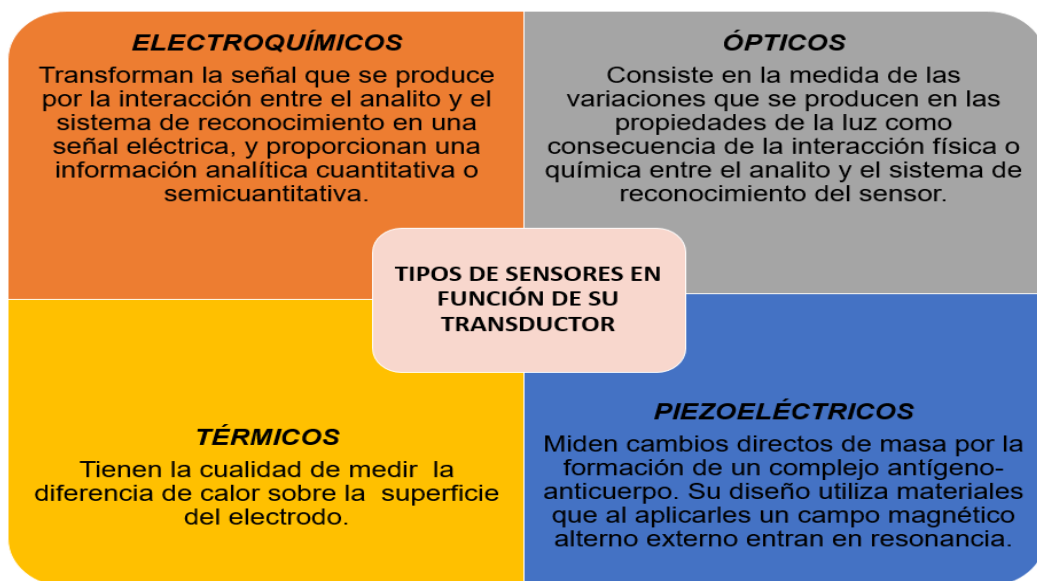 ELECTROQUÍMICOS
Transforman la señal que se produce
por la interacción entre el analito y el
sistema de reconocimiento en una
señal eléctrica, y proporcionan una
información analítica cuantitativa o
semicuantitativa.
ÓPTICOS
Consiste en la medida de las
variaciones que se producen en las
propiedades de la luz como
consecuencia de la interacción física o
química entre el analito y el sistema de
reconocimiento del sensor.
TIPOS DE SENSORES EN
FUNCIÓN DE SU
TRANSDUCTOR
TÉRMICOS
Tienen la cualidad de medir la
diferencia de calor sobre la superficie
del electrodo.
PIEZOELÉCTRICOS
Miden cambios directos de masa por la
formación de un complejo antígeno-
anticuerpo. Su diseño utiliza materiales
que al aplicarles un campo magnético
alterno externo entran en resonancia.